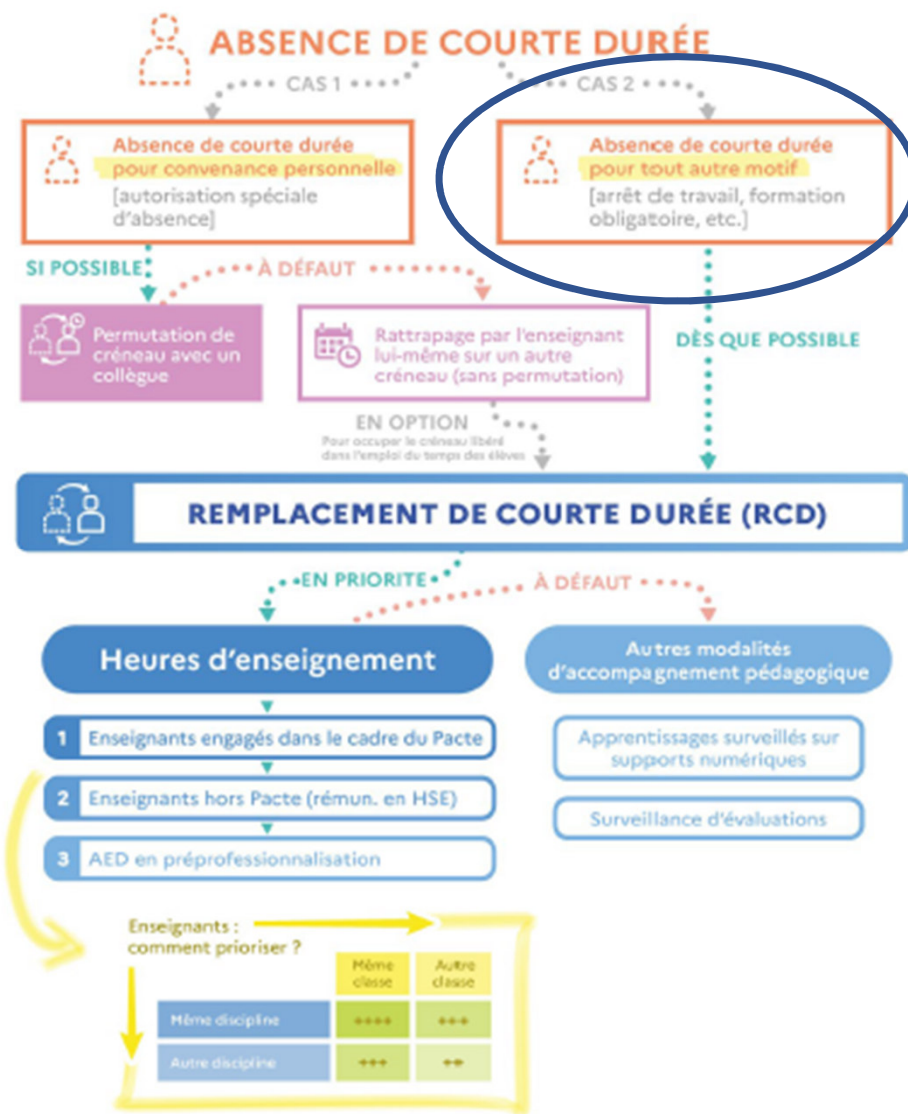 ABSENCE DE COURTE DURÉE
CAS 1
CAS 2
Absence de courte durée
pour convenance personnelle
[autorisation spéciale
d'absence]
Absence de courte durée
pour tout autre motif
[arrêt de travail, formation
obligatoire, etc.]
SI POSSIBLE
À DÉFAUT
Permutation de
créneau avec un
collègue
Rattrapage par l'enseignant
lui-même sur un autre
créneau (sans permutation)
DÈS QUE POSSIBLE
EN OPTION
Pour occuper le créneau libéré
dans l'emploi du temps des élèves
REMPLACEMENT DE COURTE DURÉE (RCD)
EN PRIORITE
À DÉFAUT
Heures d'enseignement
Autres modalités
d'accompagnement pédagogique
1 Enseignants engagés dans le cadre du Pacte
2 Enseignants hors Pacte (rémun. en HSE)
3 AED en préprofessionnalisation
Apprentissages surveillés sur
supports numériques
Surveillance d'évaluations
Enseignants :
comment prioriser ?
Même
classe
Autre
classe
Même discipline ++++ +++
Autre discipline +++ ++